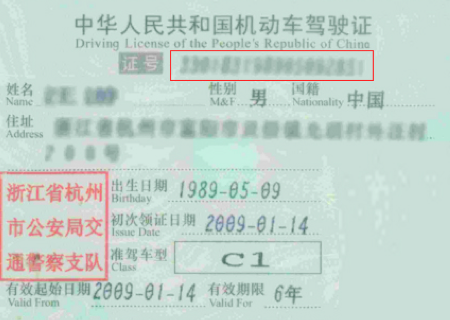 中华人民共和国机动车驾驶证
Driving License of the People's Republic of China
证号
姓名 性别 男 国籍 中国
Name M&F Nationality
住址
Address
浙江省杭州
市公安局交
通警察支队
出生日期 1989-05-09
Birthday
初次领证日期 2009-01-14
Issue Date
准驾车型 C1
Class
有效起始日期 2009-01-14 有效期限 6年
Valid From Valid For